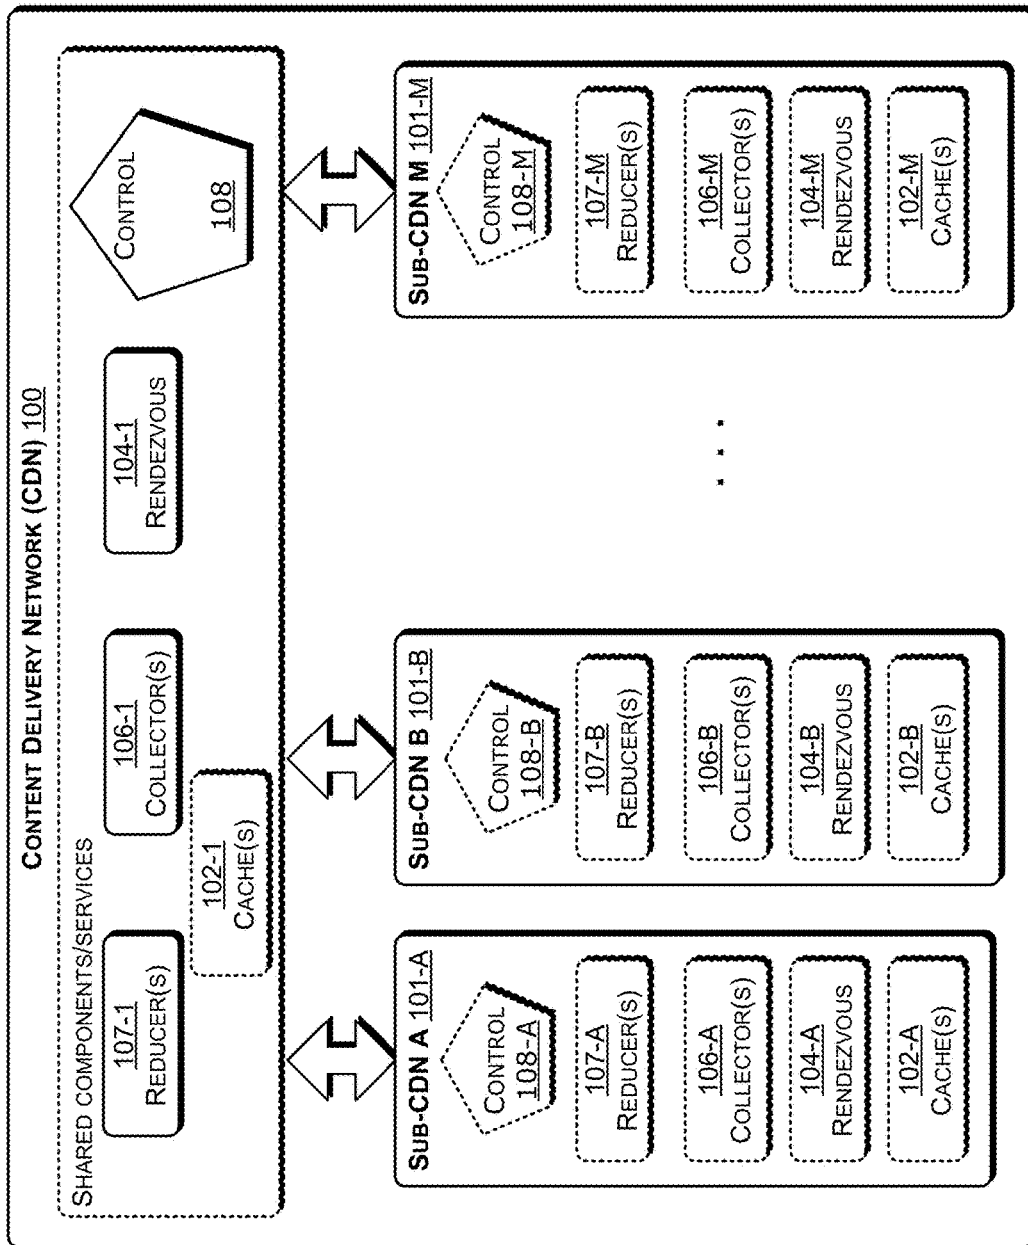 CONTENT DELIVERY NETWORK (CDN) 100
SHARED COMPONENTS/SERVICES
107-1
REDUCER(S)
106-1
COLLECTOR(S)
102-1
CACHE(S)
104-1
RENDEZVOUS
CONTROL
108
SUB-CDN A 101-A
CONTROL
108-A
107-A
REDUCER(S)
106-A
COLLECTOR(S)
104-A
RENDEZVOUS
102-A
CACHE(S)
SUB-CDN B 101-B
CONTROL
108-B
107-B
REDUCER(S)
106-B
COLLECTOR(S)
104-B
RENDEZVOUS
102-B
CACHE(S)
. . .
SUB-CDN M 101-M
CONTROL
108-M
107-M
REDUCER(S)
106-M
COLLECTOR(S)
104-M
RENDEZVOUS
102-M
CACHE(S)